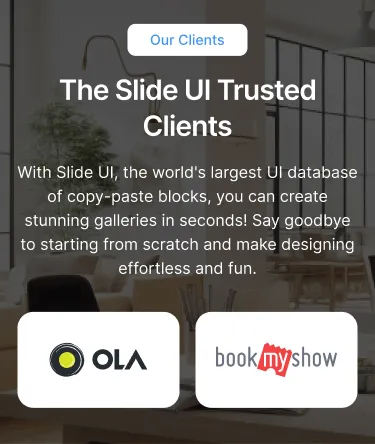 Our Clients
The Slide UI Trusted
Clients
With Slide UI, the world's largest UI database
of copy-paste blocks, you can create
stunning galleries in seconds! Say goodbye
to starting from scratch and make designing
effortless and fun.
OLA
bookmyshow